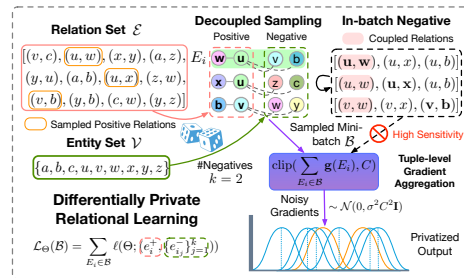 Relation Set ℰ
[(v, c), (u, w), (x, y), (a, z),
(y, u), (a, b), (u, x), (z, w),
(v, b), (y, b), (c, w), (y, z)]
Sampled Positive Relations
Entity Set 𝒱
{a, b, c, u, v, w, x, y, z}
Decoupled Sampling
Positive Negative
E_i w u v b
x u z c
b v w y
#Negatives
k = 2
In-batch Negative
Coupled Relations
[(u, w), (u, x), (u, b)]
[(u, w), (u, x), (u, b)]
(v, w), (v, x), (v, b)]
Sampled Mini-
batch ℬ
High Sensitivity
clip(∑_{E_i∈ℬ} g(E_i), C)
Tuple-level
Gradient
Aggregation
Noisy
Gradients
∼ 𝒩(0, σ²C²I)
Privatized
Output
Differentially Private
Relational Learning
ℒ_Θ(ℬ) = ∑_{E_i∈ℬ} ℓ(Θ; (e_i^+, {e_i^-}_{j=1}^k))